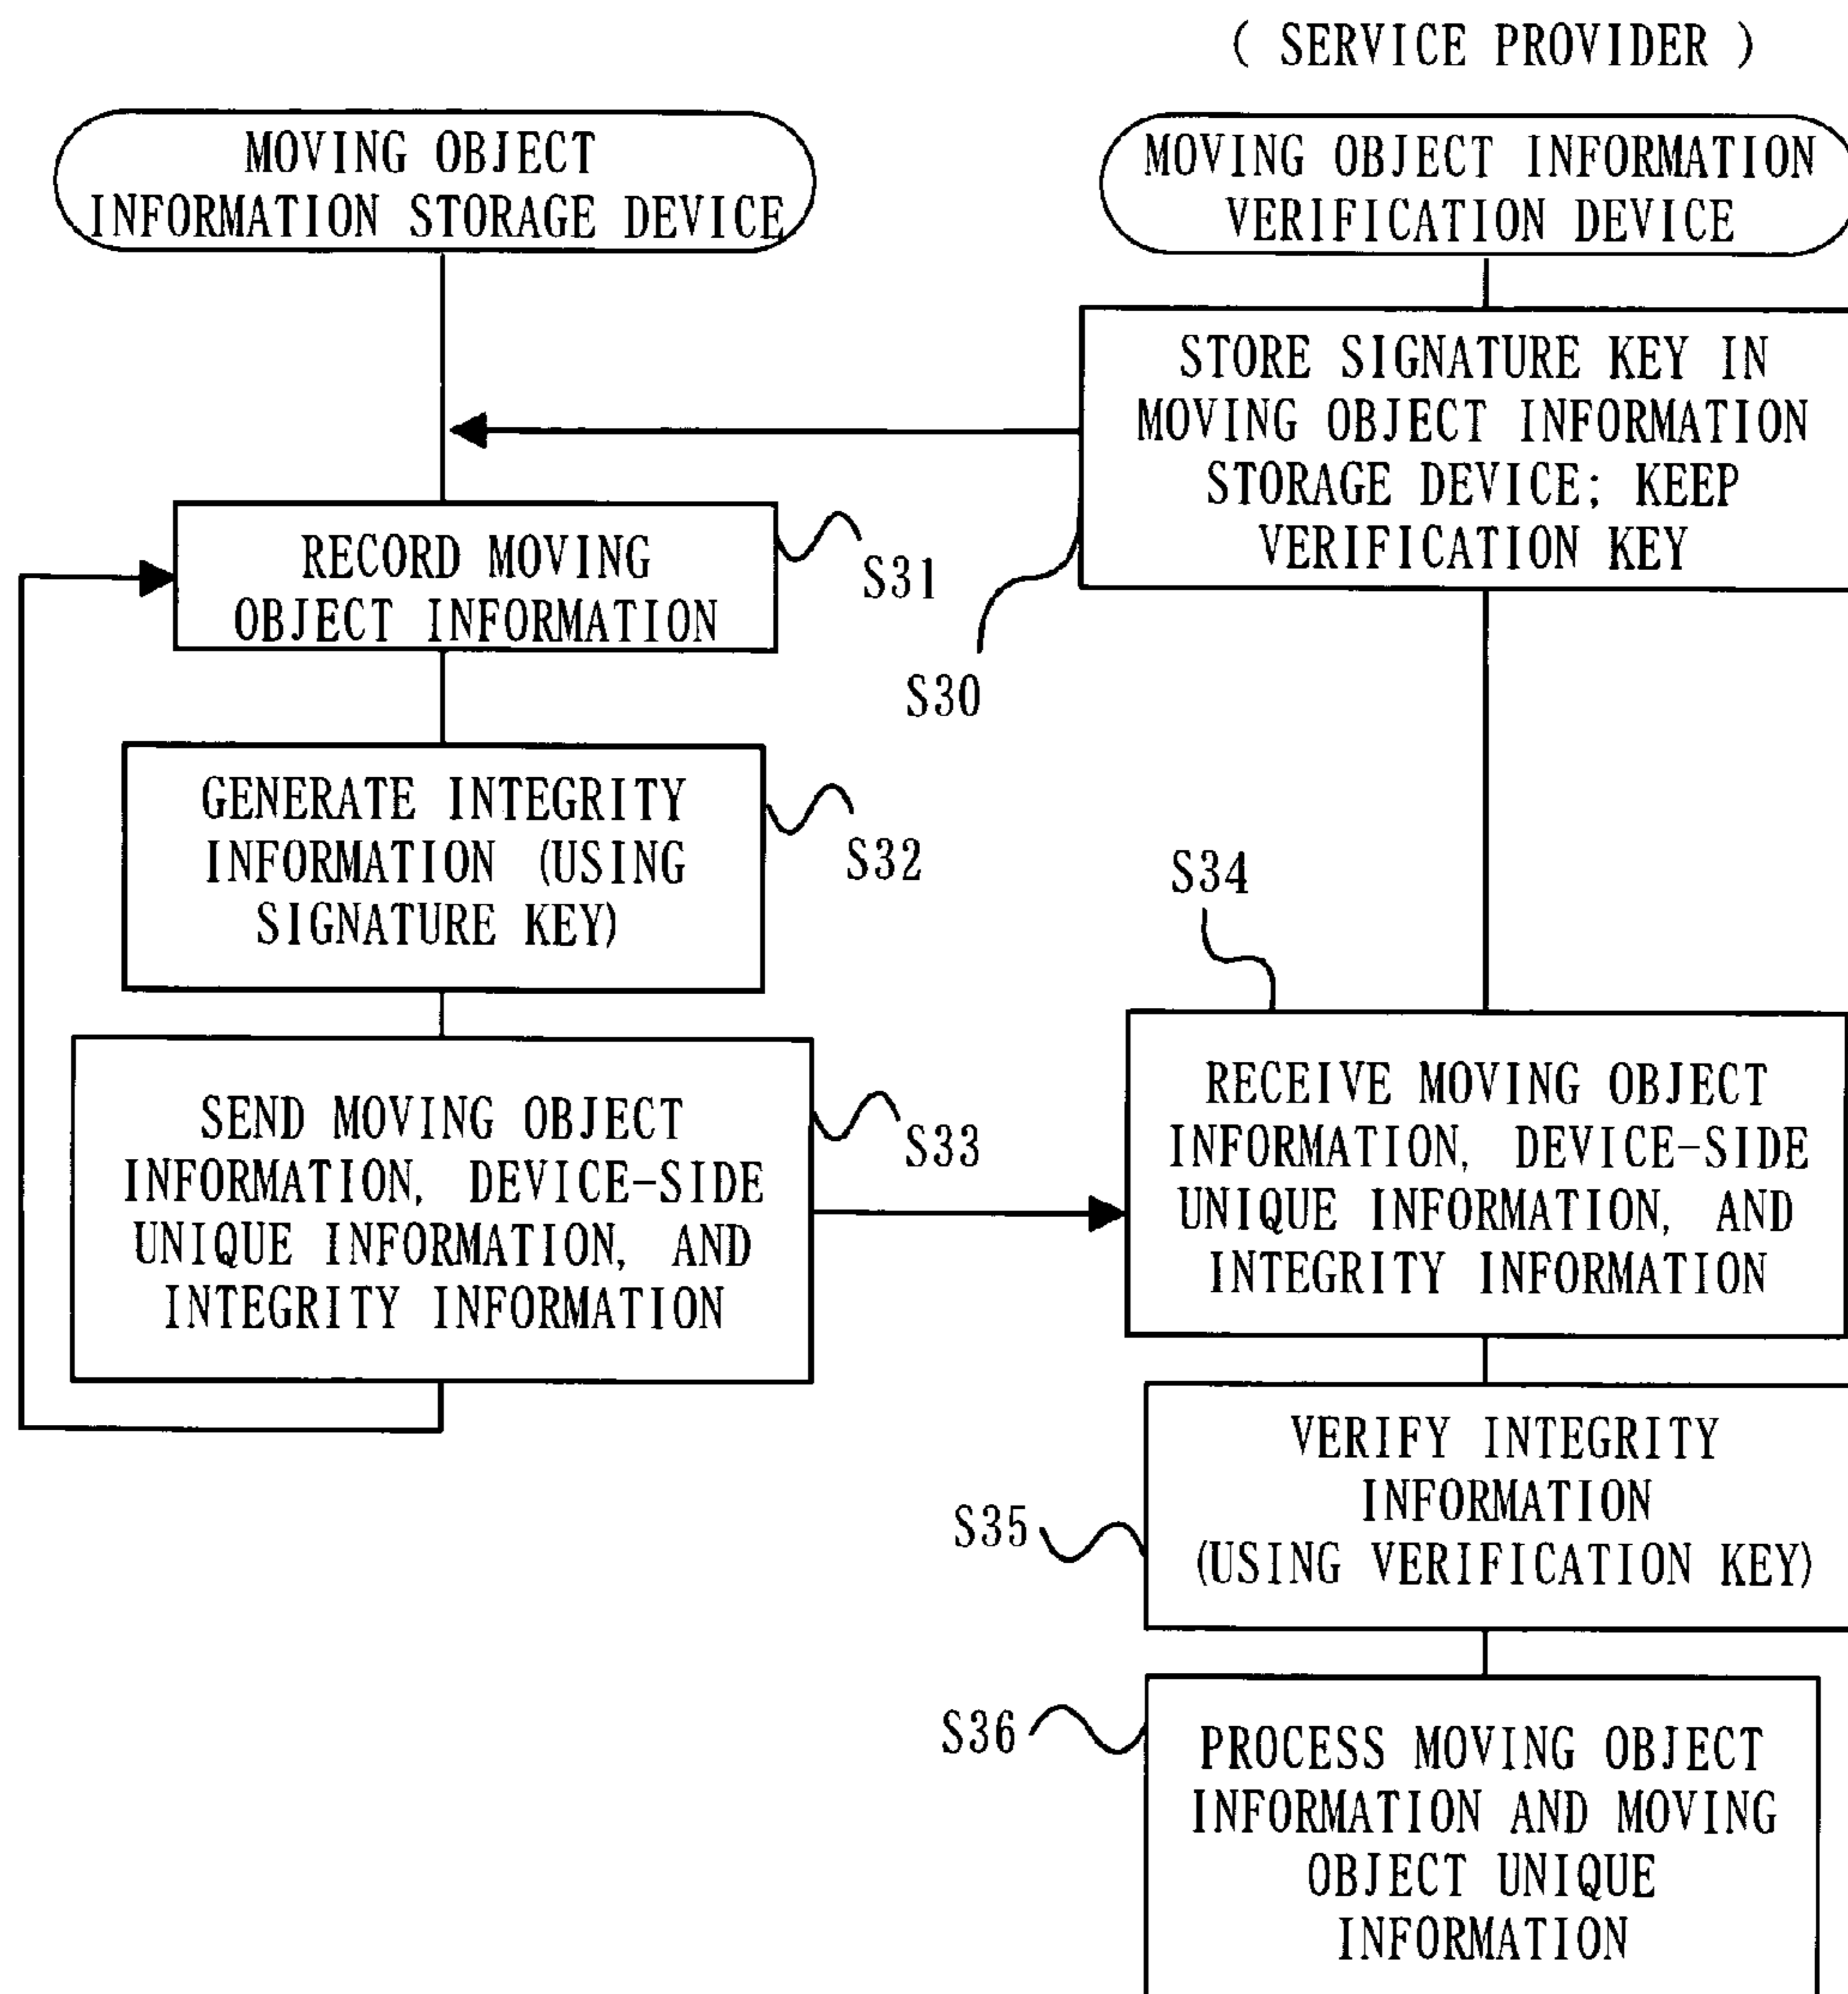 ( SERVICE PROVIDER )
MOVING OBJECT
INFORMATION STORAGE DEVICE
MOVING OBJECT INFORMATION
VERIFICATION DEVICE
STORE SIGNATURE KEY IN
MOVING OBJECT INFORMATION
STORAGE DEVICE; KEEP
VERIFICATION KEY
S30
RECORD MOVING
OBJECT INFORMATION
S31
GENERATE INTEGRITY
INFORMATION (USING
SIGNATURE KEY)
S32
SEND MOVING OBJECT
INFORMATION, DEVICE-SIDE
UNIQUE INFORMATION, AND
INTEGRITY INFORMATION
S33
S34
RECEIVE MOVING OBJECT
INFORMATION, DEVICE-SIDE
UNIQUE INFORMATION, AND
INTEGRITY INFORMATION
VERIFY INTEGRITY
INFORMATION
(USING VERIFICATION KEY)
S35
S36
PROCESS MOVING OBJECT
INFORMATION AND MOVING
OBJECT UNIQUE
INFORMATION